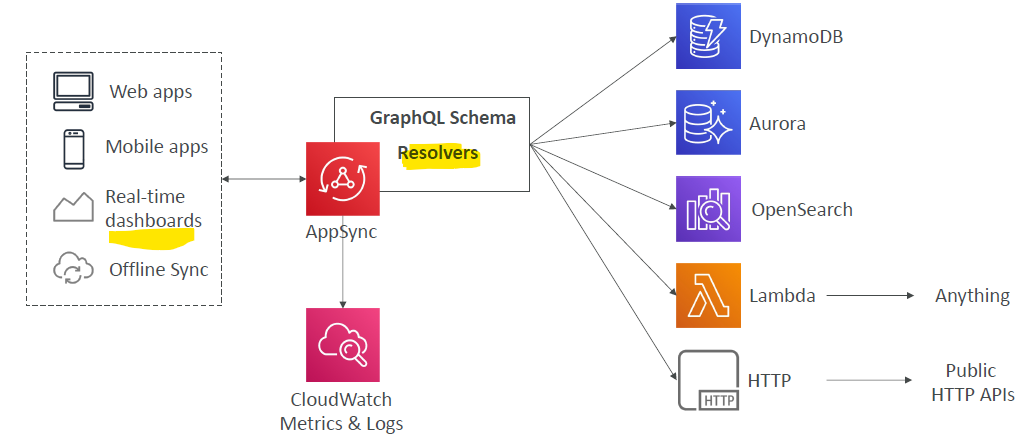 Web apps
Mobile apps
Real-time
dashboards
Offline Sync
GraphQL Schema
Resolvers
AppSync
CloudWatch
Metrics & Logs
DynamoDB
Aurora
OpenSearch
Lambda
Anything
HTTP
HTTP
Public
HTTP APIs